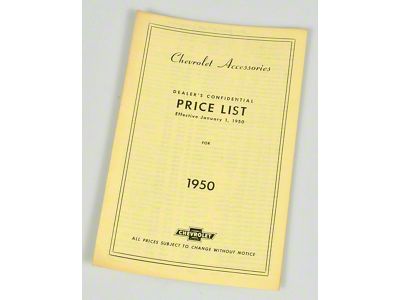 Chevrolet Accessories
DEALER'S CONFIDENTIAL
PRICE LIST
Effective January 1, 1950
FOR
1950
CHEVROLET
ALL PRICES SUBJECT TO CHANGE WITHOUT NOTICE